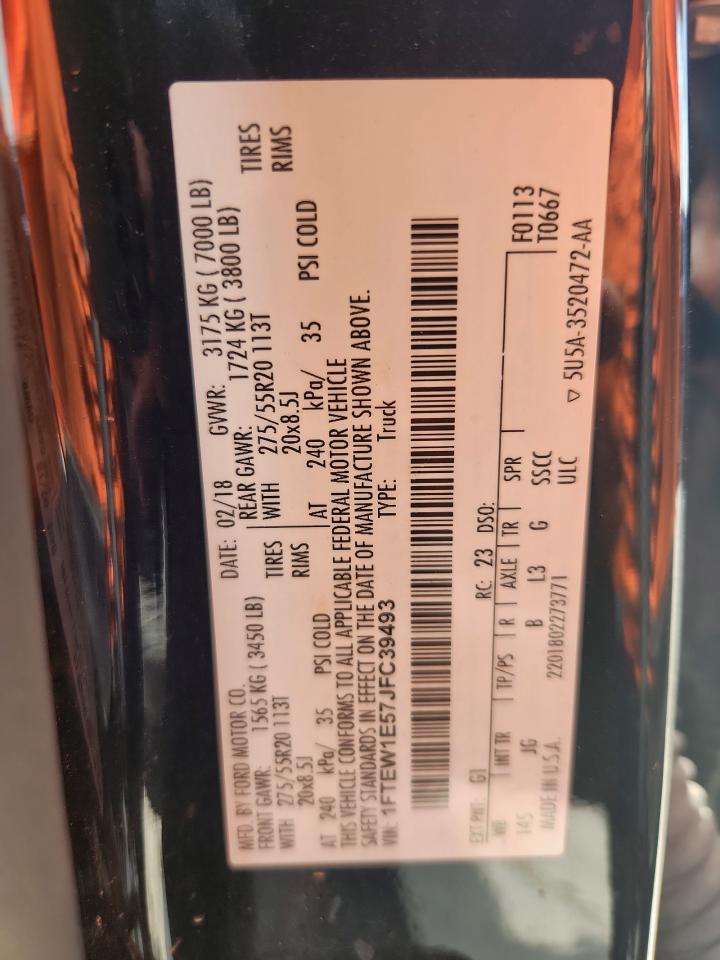 MFD. BY FORD MOTOR CO. DATE: 02/18 GVWR: 3175 KG ( 7000 LB)
FRONT GAWR: 1565 KG ( 3450 LB) REAR GAWR: 1724 KG ( 3800 LB)
WITH 275/55R20 113T TIRES WITH 275/55R20 113T TIRES
20x8.5J RIMS 20x8.5J RIMS
AT 240 kPa/ 35 PSI COLD AT 240 kPa/ 35 PSI COLD
THIS VEHICLE CONFORMS TO ALL APPLICABLE FEDERAL MOTOR VEHICLE
SAFETY STANDARDS IN EFFECT ON THE DATE OF MANUFACTURE SHOWN ABOVE.
VIN: 1FTEW1E57JFC39493 TYPE: Truck
EXT PNT: G1 RC: 23 DSO:
WB INT TR TP/PS R AXLE TR SPR F0113
145 JG B L3 G SSCC T0667
MADE IN U.S.A. 2201802273771 ULC
▽ 5U5A-3520472-AA